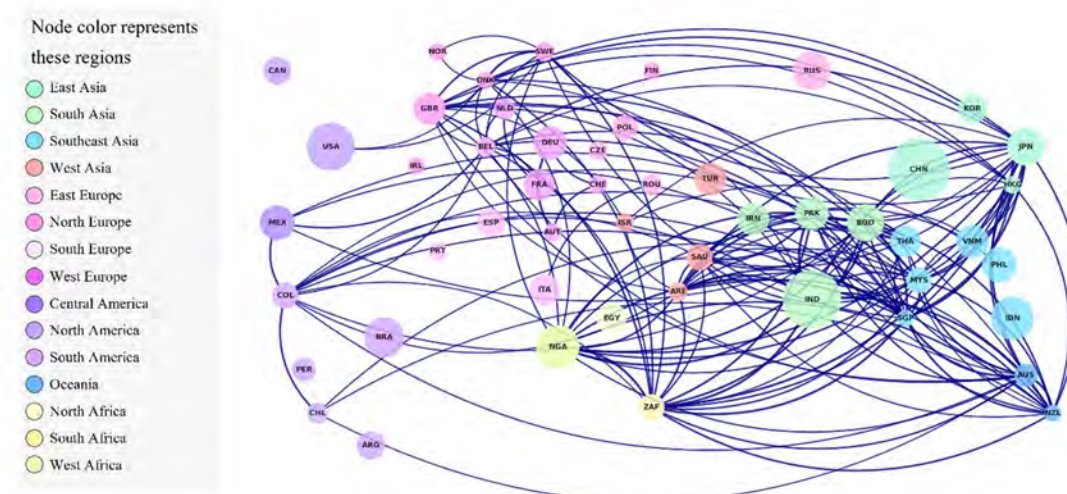 Node color represents
these regions
East Asia
South Asia
Southeast Asia
West Asia
East Europe
North Europe
South Europe
West Europe
Central America
North America
South America
Oceania
North Africa
South Africa
West Africa
NOR
SWE
CAN
DNK
FIN
RUS
GBR
NLD
KOR
POL
USA
BEL
DEU
CZE
JPN
IRL
CHN
TUR
FRA
CHE
ROU
HKG
MEX
ESP
ISR
IRN
PAK
BGD
AUT
THA
VNM
PRT
SAU
PHL
MYS
COL
ITA
ARE
IND
EGY
SGP
IDN
BRA
NGA
PER
AUS
CHL
ZAF
NZL
ARG